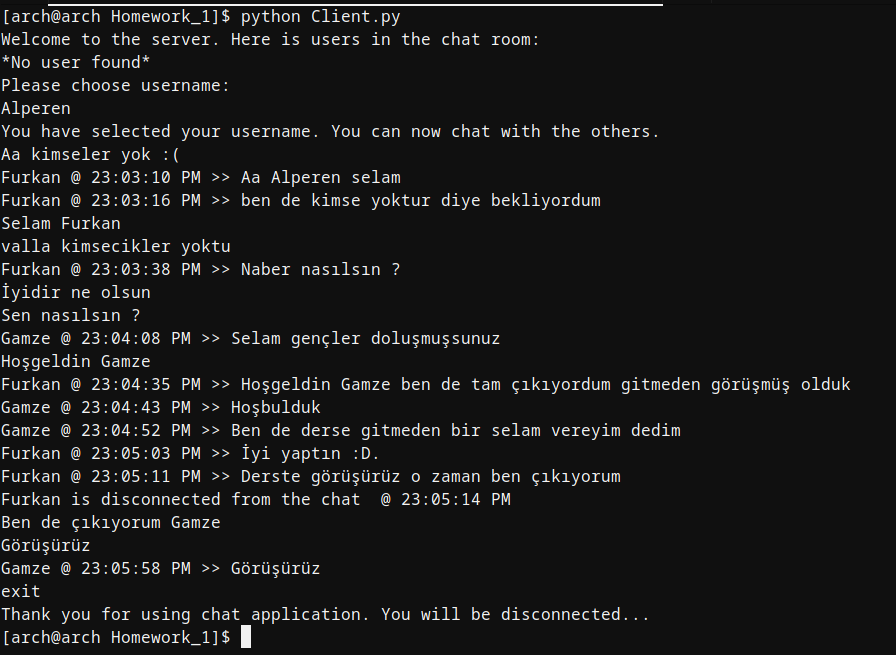 [arch@arch Homework_1]$ python Client.py
Welcome to the server. Here is users in the chat room:
*No user found*
Please choose username:
Alperen
You have selected your username. You can now chat with the others.
Aa kimseler yok :(
Furkan @ 23:03:10 PM >> Aa Alperen selam
Furkan @ 23:03:16 PM >> ben de kimse yoktur diye bekliyordum
Selam Furkan
valla kimsecikler yoktu
Furkan @ 23:03:38 PM >> Naber nasılsın ?
İyidir ne olsun
Sen nasılsın ?
Gamze @ 23:04:08 PM >> Selam gençler doluşmuşsunuz
Hoşgeldin Gamze
Furkan @ 23:04:35 PM >> Hoşgeldin Gamze ben de tam çıkıyordum gitmeden görüşmüş olduk
Gamze @ 23:04:43 PM >> Hoşbulduk
Gamze @ 23:04:52 PM >> Ben de derse gitmeden bir selam vereyim dedim
Furkan @ 23:05:03 PM >> İyi yaptın :D.
Furkan @ 23:05:11 PM >> Derste görüşürüz o zaman ben çıkıyorum
Furkan is disconnected from the chat  @ 23:05:14 PM
Ben de çıkıyorum Gamze
Görüşürüz
Gamze @ 23:05:58 PM >> Görüşürüz
exit
Thank you for using chat application. You will be disconnected...
[arch@arch Homework_1]$